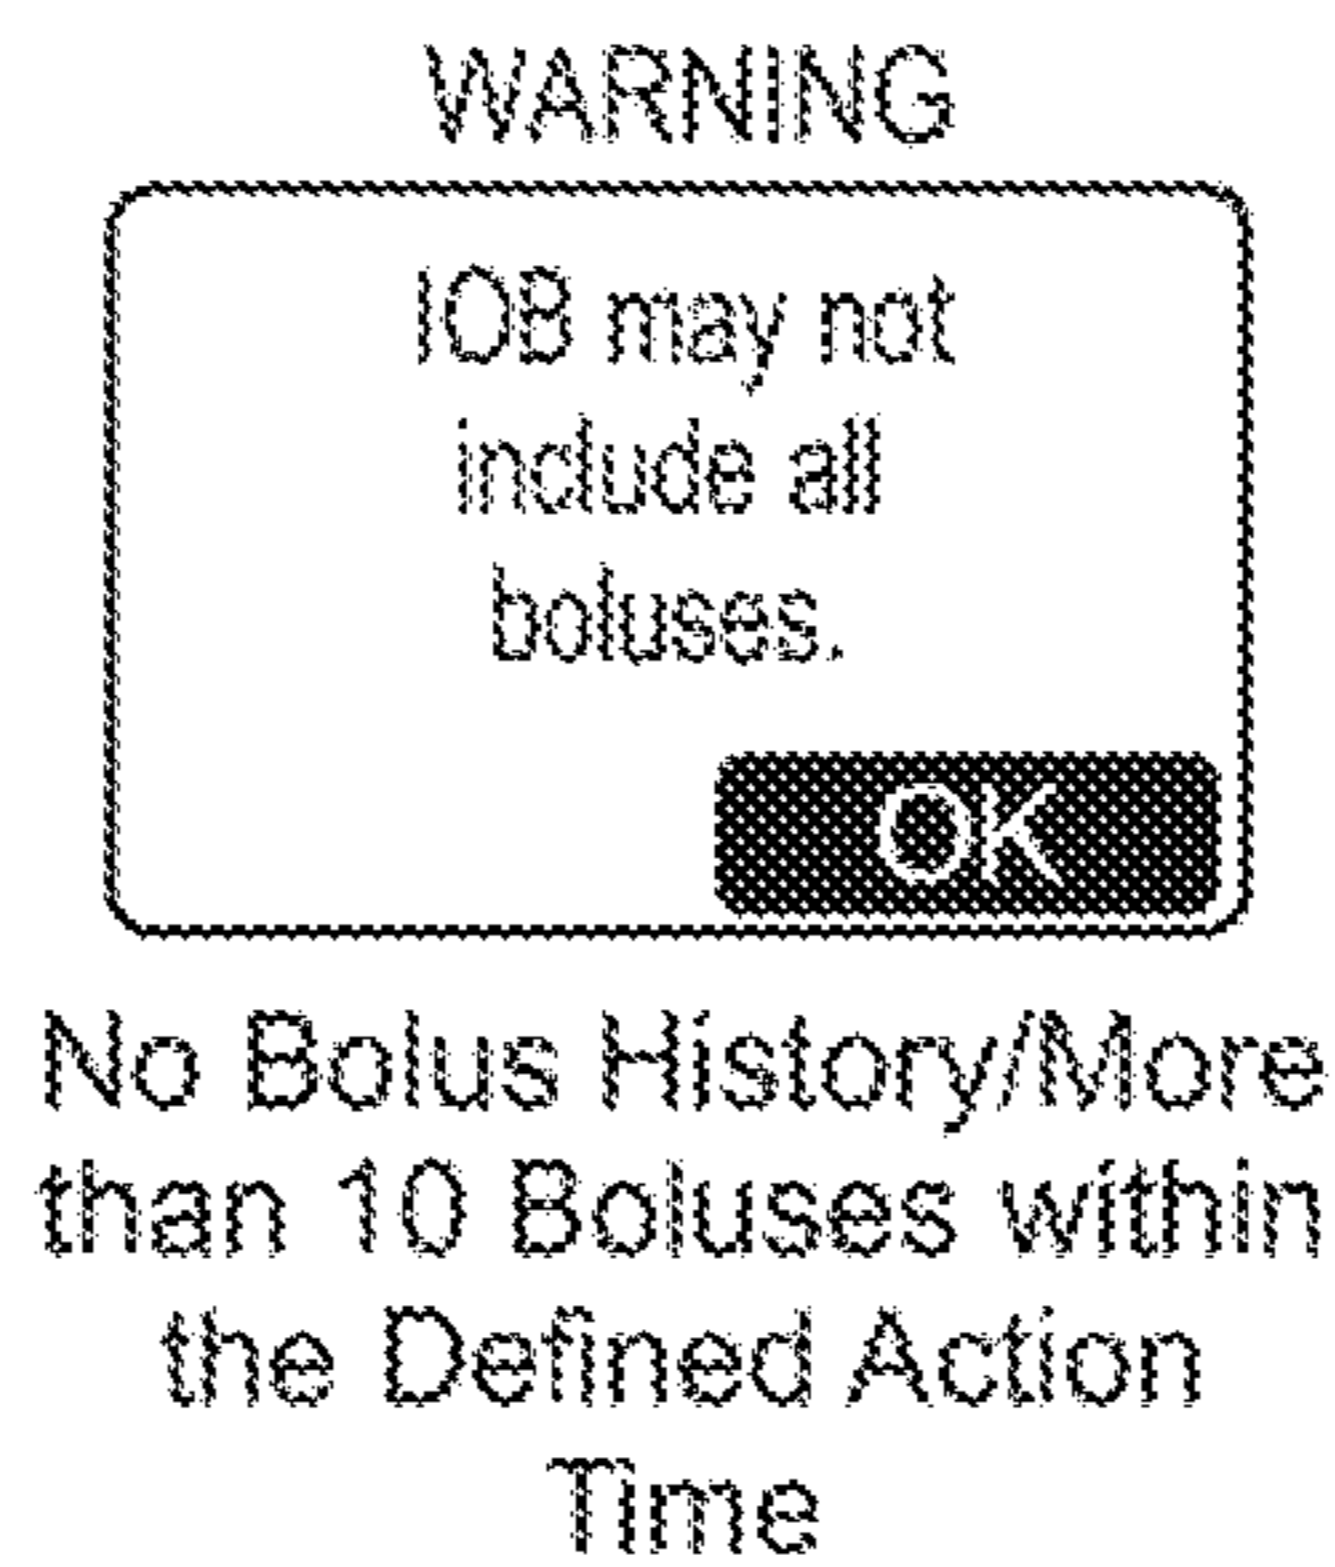 WARNING
IOB may not
include all
boluses.
OK
No Bolus History/More
than 10 Boluses within
the Defined Action
Time